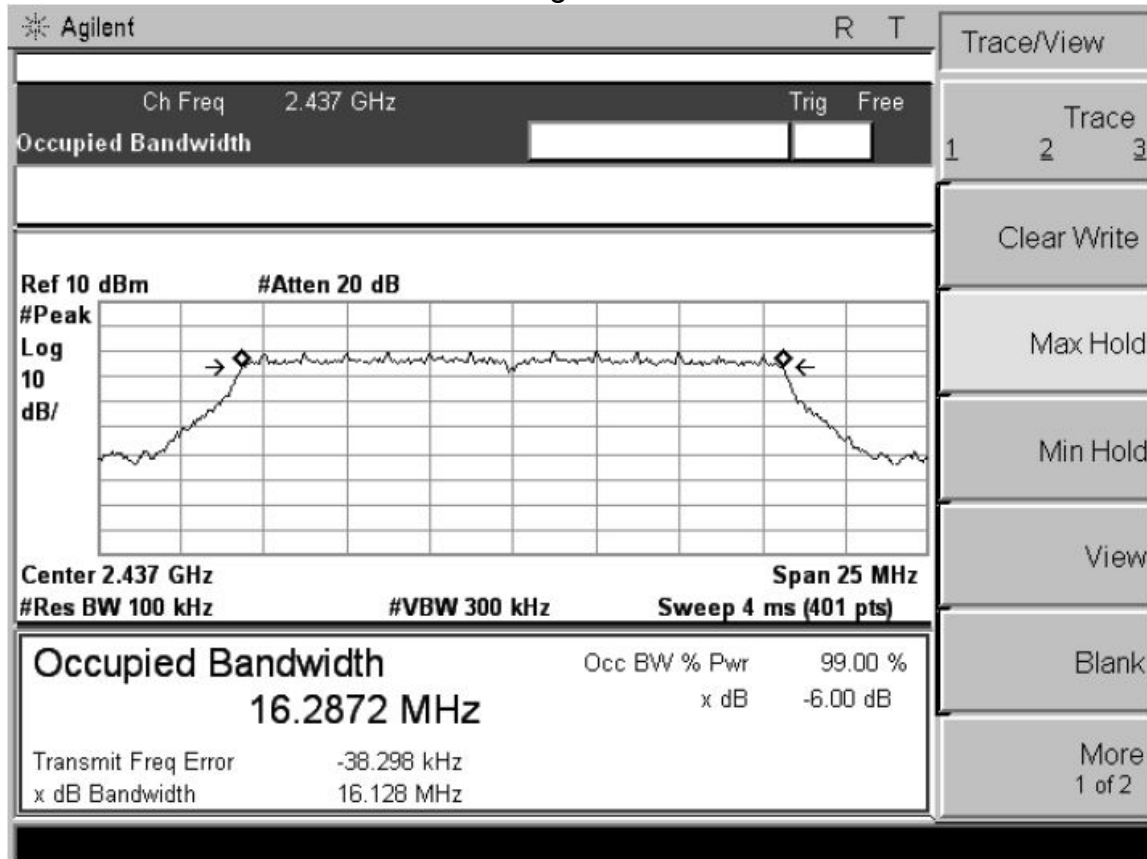 Agilent R T
Trace/View
Ch Freq 2.437 GHz Trig Free
Occupied Bandwidth
Trace
1 2 3
Clear Write
Ref 10 dBm #Atten 20 dB
#Peak
Log
10
dB/
Max Hold
Min Hold
Center 2.437 GHz Span 25 MHz
#Res BW 100 kHz #VBW 300 kHz Sweep 4 ms (401 pts)
View
Occupied Bandwidth Occ BW % Pwr 99.00 %
16.2872 MHz x dB -6.00 dB
Blank
Transmit Freq Error -38.298 kHz
x dB Bandwidth 16.128 MHz
More
1 of 2